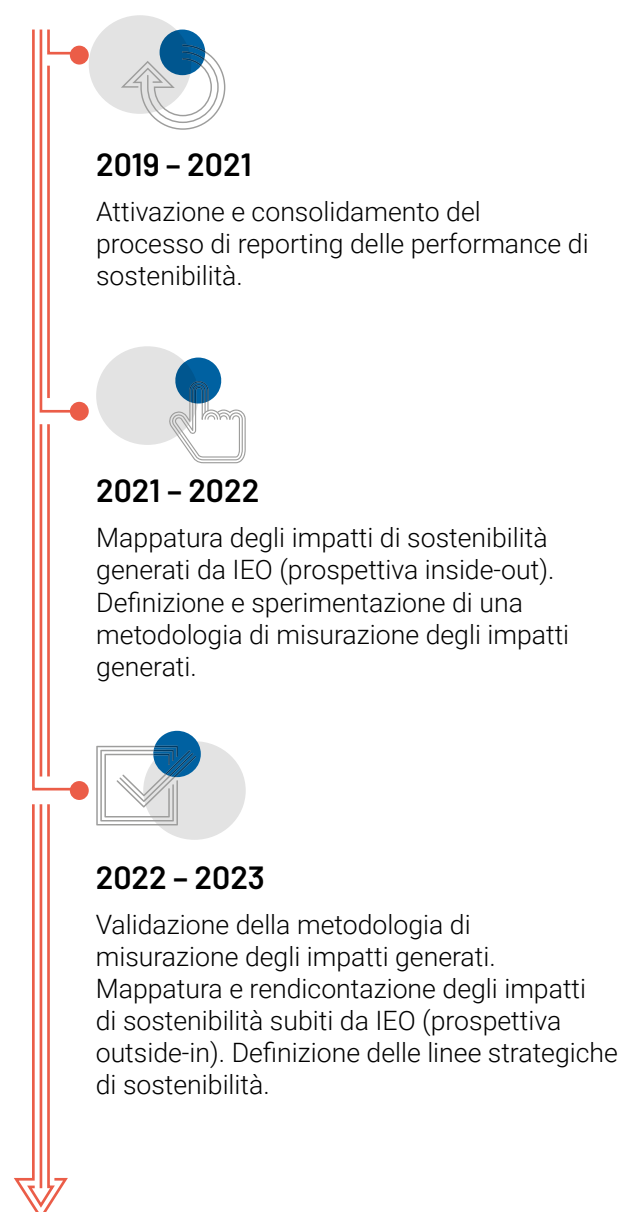 2019 – 2021
Attivazione e consolidamento del
processo di reporting delle performance di
sostenibilità.
2021 – 2022
Mappatura degli impatti di sostenibilità
generati da IEO (prospettiva inside-out).
Definizione e sperimentazione di una
metodologia di misurazione degli impatti
generati.
2022 – 2023
Validazione della metodologia di
misurazione degli impatti generati.
Mappatura e rendicontazione degli impatti
di sostenibilità subiti da IEO (prospettiva
outside-in). Definizione delle linee strategiche
di sostenibilità.